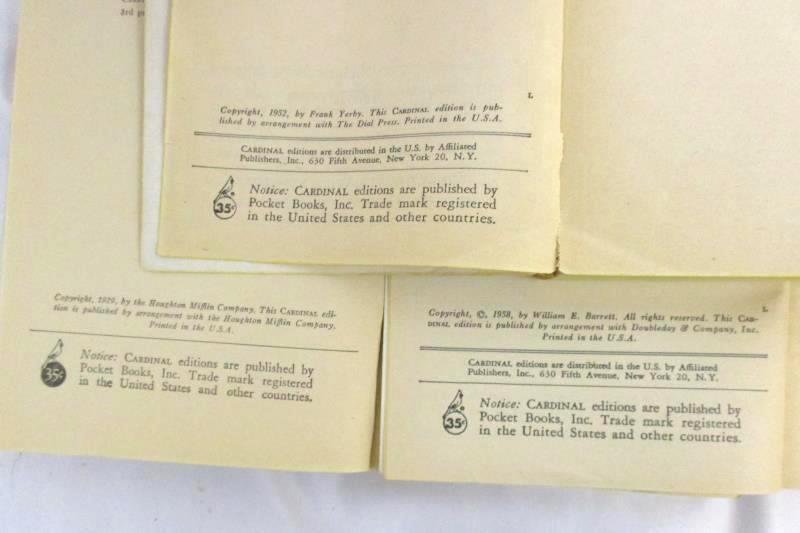 3rd
L
Copyright, 1952, by Frank Yerby. This CARDINAL edition is pub-
lished by arrangement with The Dial Press. Printed in the U.S.A.
CARDINAL editions are distributed in the U.S. by Affiliated
Publishers, Inc., 630 Fifth Avenue, New York 20, N. Y.
35¢
Notice: CARDINAL editions are published by
Pocket Books, Inc. Trade mark registered
in the United States and other countries.
Copyright, 1929, by the Houghton Mifflin Company. This CARDINAL edi-
tion is published by arrangement with the Houghton Mifflin Company.
Printed in the U.S.A.
35¢
Notice: CARDINAL editions are published by
Pocket Books, Inc. Trade mark registered
in the United States and other countries.
L
Copyright, ©, 1958, by William E. Barrett. All rights reserved. This CAR-
DINAL edition is published by arrangement with Doubleday & Company, Inc.
Printed in the U.S.A.
CARDINAL editions are distributed in the U.S. by Affiliated
Publishers, Inc., 630 Fifth Avenue, New York 20, N. Y.
35¢
Notice: CARDINAL editions are published by
Pocket Books, Inc. Trade mark registered
in the United States and other countries.